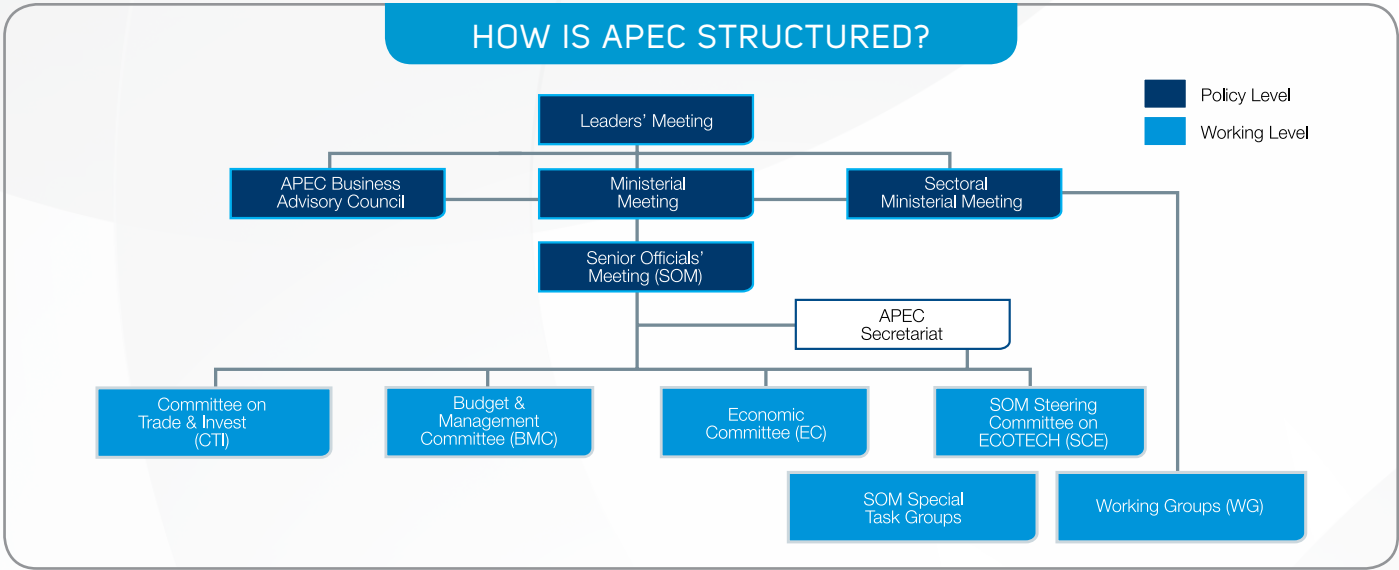 HOW IS APEC STRUCTURED?
Policy Level
Working Level
Leaders' Meeting
APEC Business
Advisory Council
Ministerial
Meeting
Sectoral
Ministerial Meeting
Senior Officials'
Meeting (SOM)
APEC
Secretariat
Committee on
Trade & Invest
(CTI)
Budget &
Management
Committee (BMC)
Economic
Committee (EC)
SOM Steering
Committee on
ECOTECH (SCE)
SOM Special
Task Groups
Working Groups (WG)